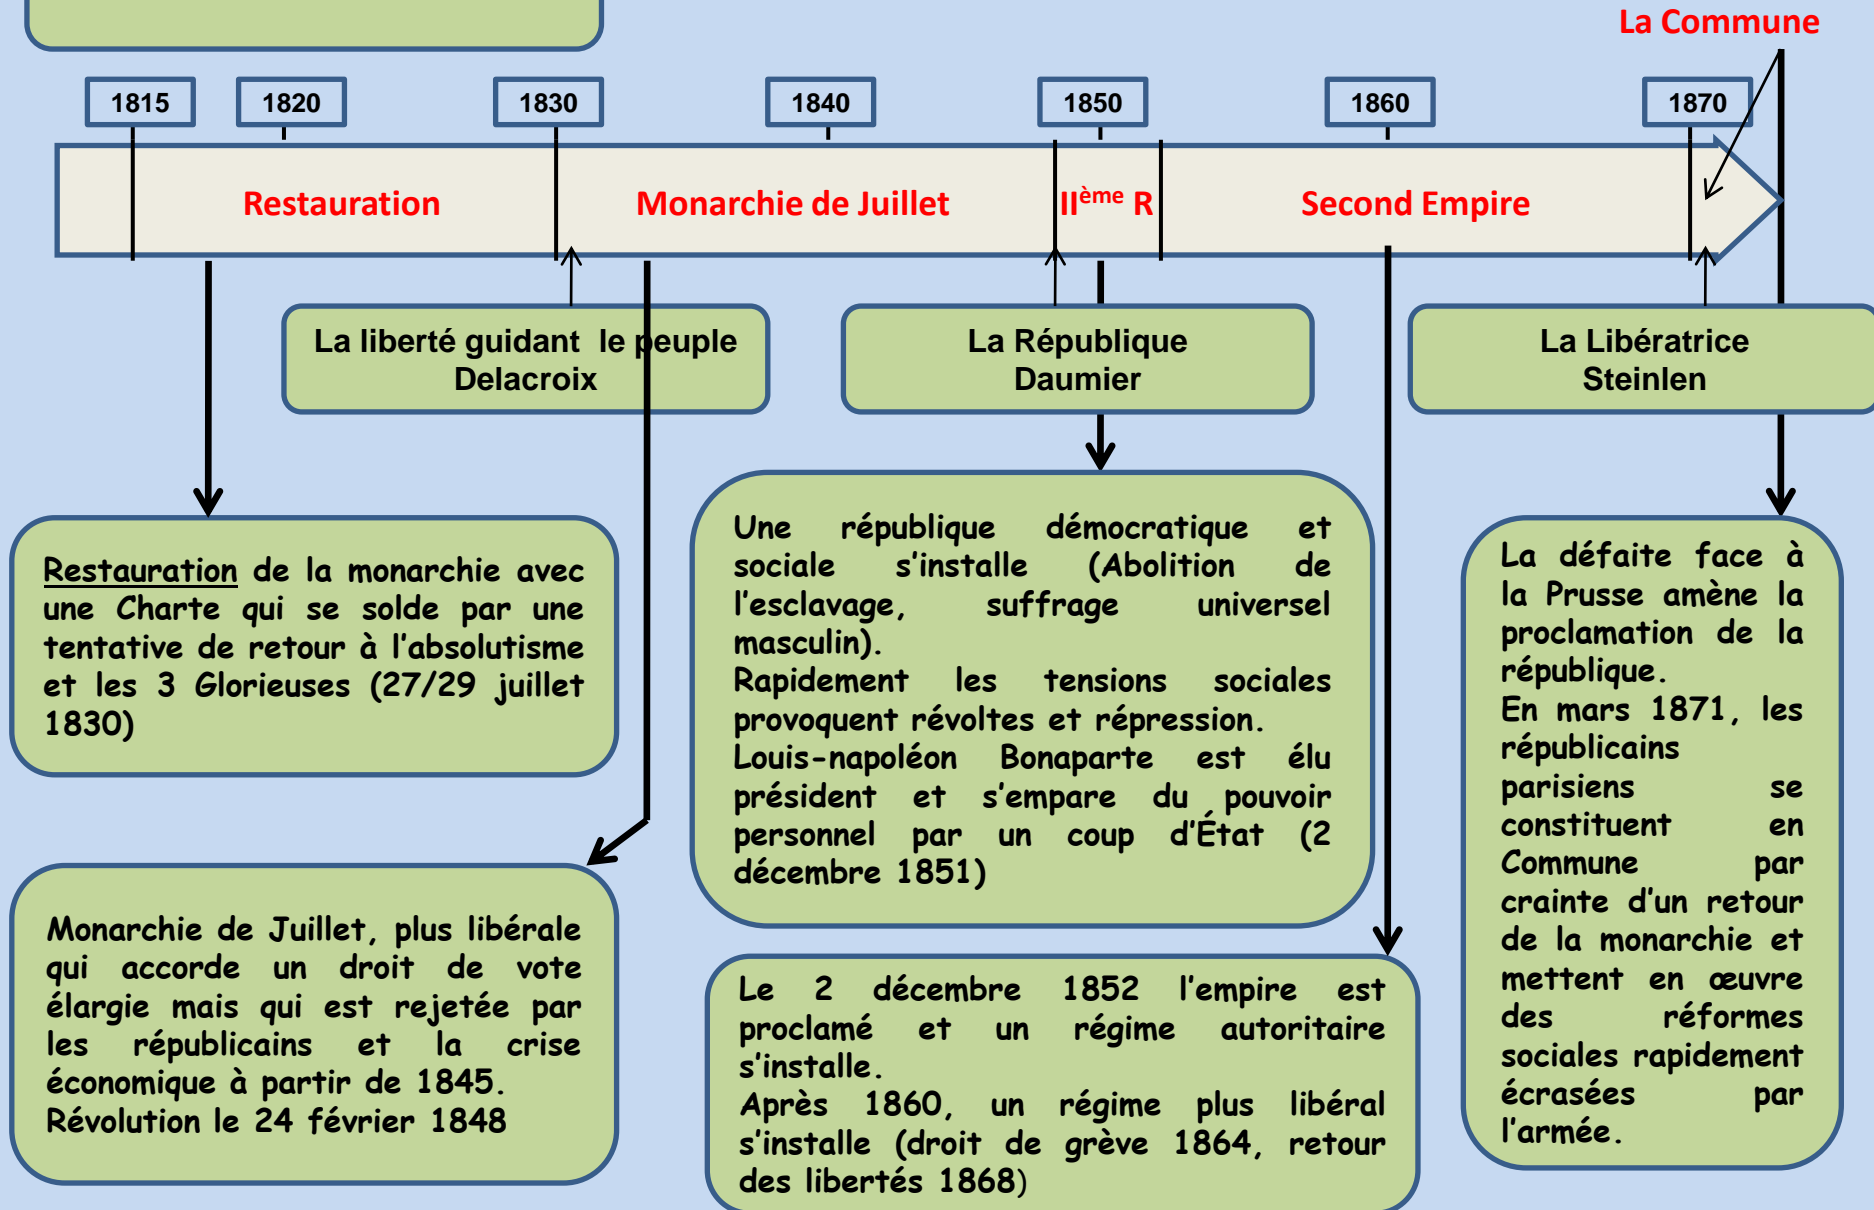 La Commune
1815
1820
1830
1840
1850
1860
1870
Restauration
Monarchie de Juillet
IIème R
Second Empire
La liberté guidant le peuple
Delacroix
La République
Daumier
La Libératrice
Steinlen
Restauration de la monarchie avec
une Charte qui se solde par une
tentative de retour à l'absolutisme
et les 3 Glorieuses (27/29 juillet
1830)
Monarchie de Juillet, plus libérale
qui accorde un droit de vote
élargie mais qui est rejetée par
les républicains et la crise
économique à partir de 1845.
Révolution le 24 février 1848
Une république démocratique et
sociale s'installe (Abolition de
l'esclavage, suffrage universel
masculin).
Rapidement les tensions sociales
provoquent révoltes et répression.
Louis-napoléon Bonaparte est élu
président et s'empare du pouvoir
personnel par un coup d'État (2
décembre 1851)
Le 2 décembre 1852 l'empire est
proclamé et un régime autoritaire
s'installe.
Après 1860, un régime plus libéral
s'installe (droit de grève 1864, retour
des libertés 1868)
La défaite face à
la Prusse amène la
proclamation de la
république.
En mars 1871, les
républicains
parisiens se
constituent en
Commune par
crainte d'un retour
de la monarchie et
mettent en œuvre
des réformes
sociales rapidement
écrasées par
l'armée.